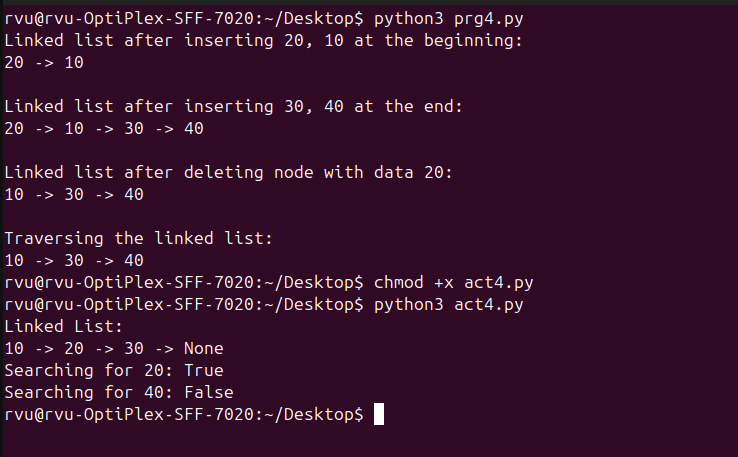 rvu@rvu-OptiPlex-SFF-7020:~/Desktop$ python3 prg4.py
Linked list after inserting 20, 10 at the beginning:
20 -> 10
Linked list after inserting 30, 40 at the end:
20 -> 10 -> 30 -> 40
Linked list after deleting node with data 20:
10 -> 30 -> 40
Traversing the linked list:
10 -> 30 -> 40
rvu@rvu-OptiPlex-SFF-7020:~/Desktop$ chmod +x act4.py
rvu@rvu-OptiPlex-SFF-7020:~/Desktop$ python3 act4.py
Linked List:
10 -> 20 -> 30 -> None
Searching for 20: True
Searching for 40: False
rvu@rvu-OptiPlex-SFF-7020:~/Desktop$